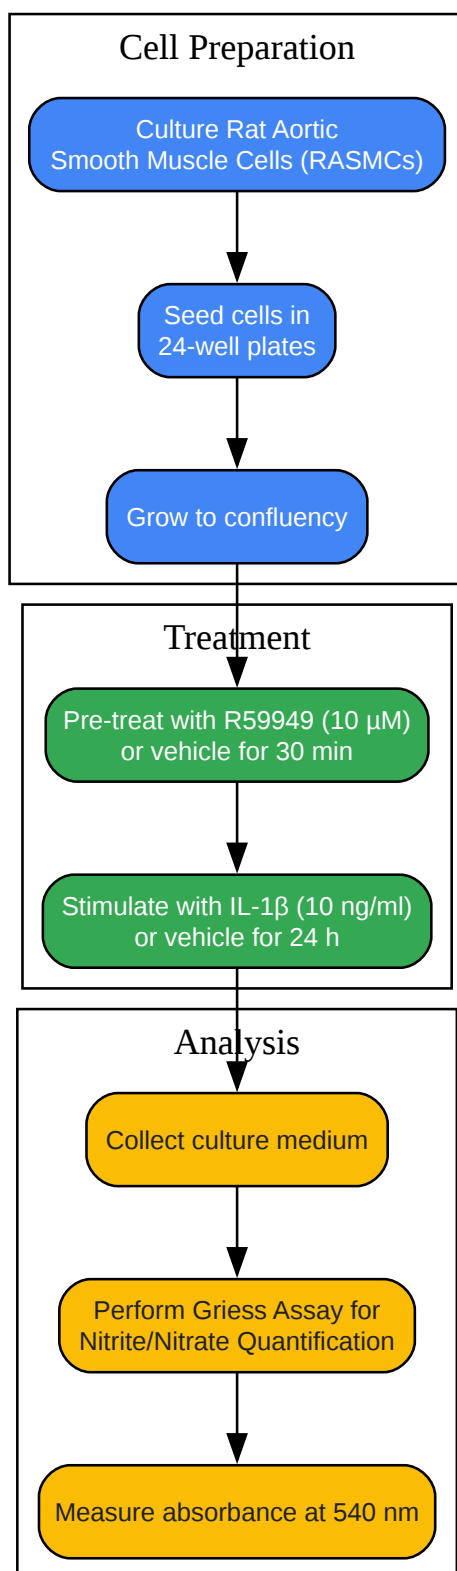 Cell Preparation
Culture Rat Aortic
Smooth Muscle Cells (RASMCs)
Seed cells in
24-well plates
Grow to confluency
Treatment
Pre-treat with R59949 (10 µM)
or vehicle for 30 min
Stimulate with IL-1β (10 ng/ml)
or vehicle for 24 h
Analysis
Collect culture medium
Perform Griess Assay for
Nitrite/Nitrate Quantification
Measure absorbance at 540 nm